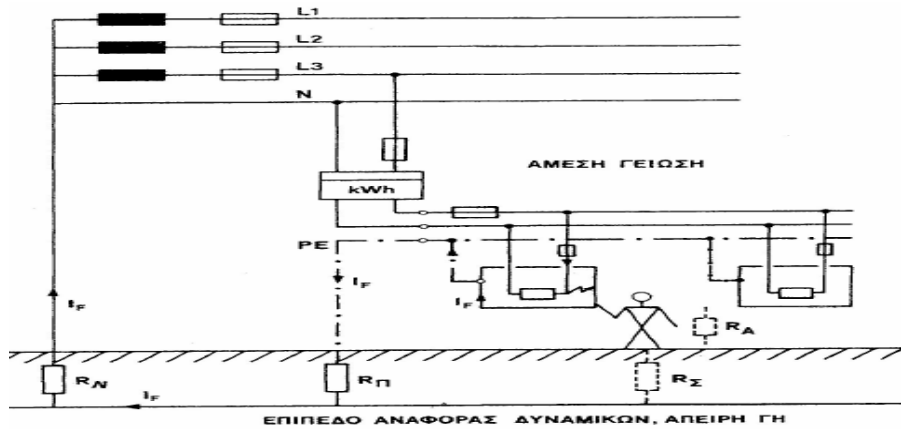 L1
L2
L3
N
ΑΜΕΣΗ ΓΕΙΩΣΗ
kWh
PE
I_F
I_F
I_F
R_A
R_N
R_Π
R_Σ
I_F
ΕΠΙΠΕΔΟ ΑΝΑΦΟΡΑΣ ΔΥΝΑΜΙΚΩΝ, ΑΠΕΙΡΗ ΓΗ